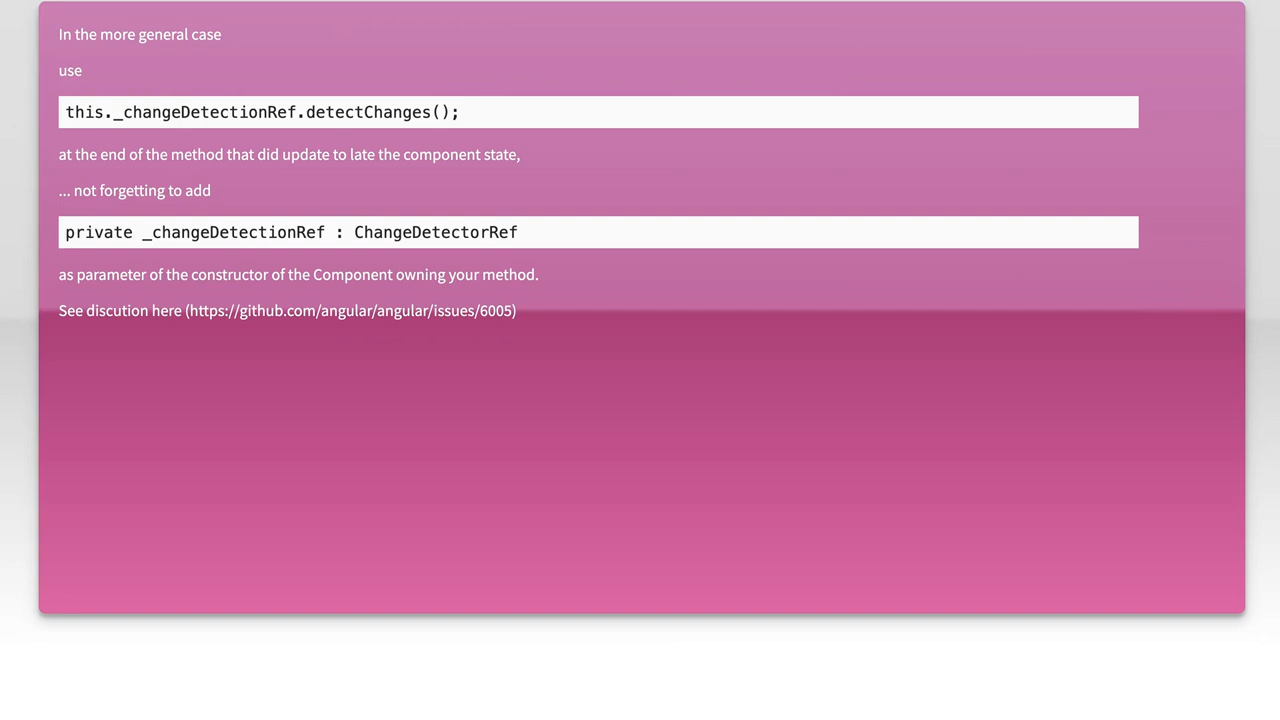 In the more general case
use
this._changeDetectionRef.detectChanges();
at the end of the method that did update to late the component state,
... not forgetting to add
private _changeDetectionRef : ChangeDetectorRef
as parameter of the constructor of the Component owning your method.
See discution here (https://github.com/angular/angular/issues/6005)